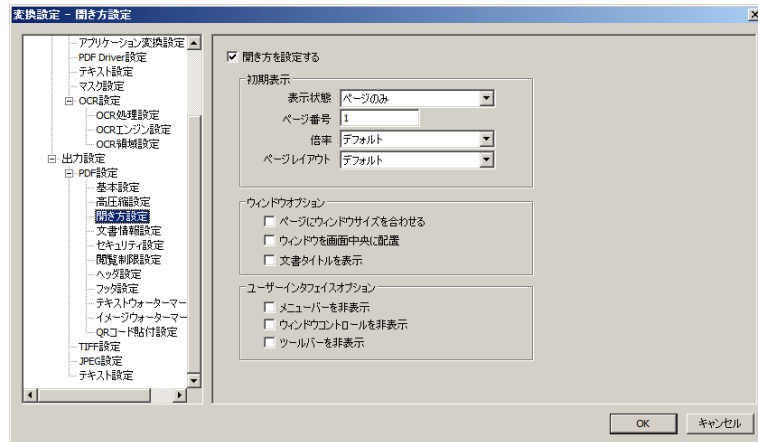 変換設定 - 開き方設定
アプリケーション変換設定
PDF Driver設定
テキスト設定
マスク設定
OCR設定
OCR処理設定
OCRエンジン設定
OCR領域設定
出力設定
PDF設定
基本設定
高圧縮設定
開き方設定
文書情報設定
セキュリティ設定
閲覧制限設定
ヘッダ設定
フッタ設定
テキストウォーターマー
イメージウォーターマー
QRコード貼付設定
TIFF設定
JPEG設定
テキスト設定
開き方を設定する
初期表示
表示状態 ページのみ
ページ番号 1
倍率 デフォルト
ページレイアウト デフォルト
ウィンドウオプション
ページにウィンドウサイズを合わせる
ウィンドウを画面中央に配置
文書タイトルを表示
ユーザーインタフェイスオプション
メニューバーを非表示
ウィンドウコントロールを非表示
ツールバーを非表示
OK キャンセル